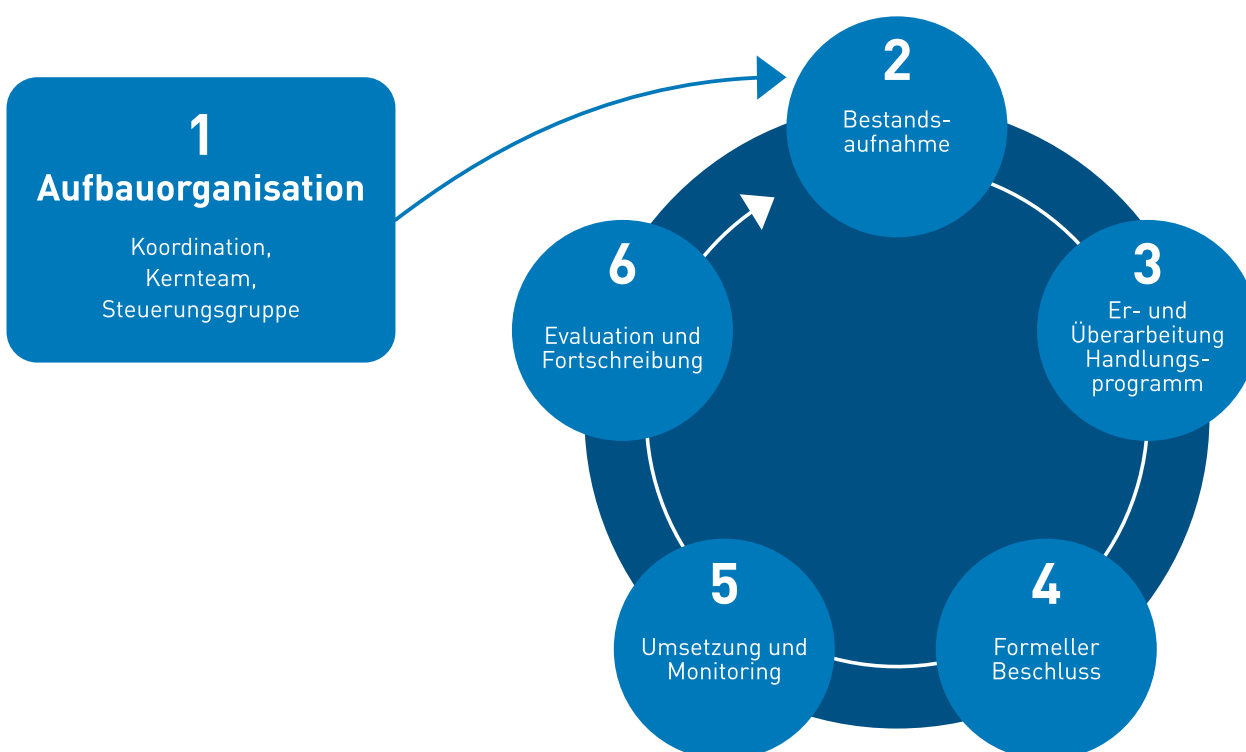 1
Aufbauorganisation
Koordination,
Kernteam,
Steuerungsgruppe
2
Bestands-
aufnahme
3
Er- und
Überarbeitung
Handlungs-
programm
4
Formeller
Beschluss
5
Umsetzung und
Monitoring
6
Evaluation und
Fortschreibung